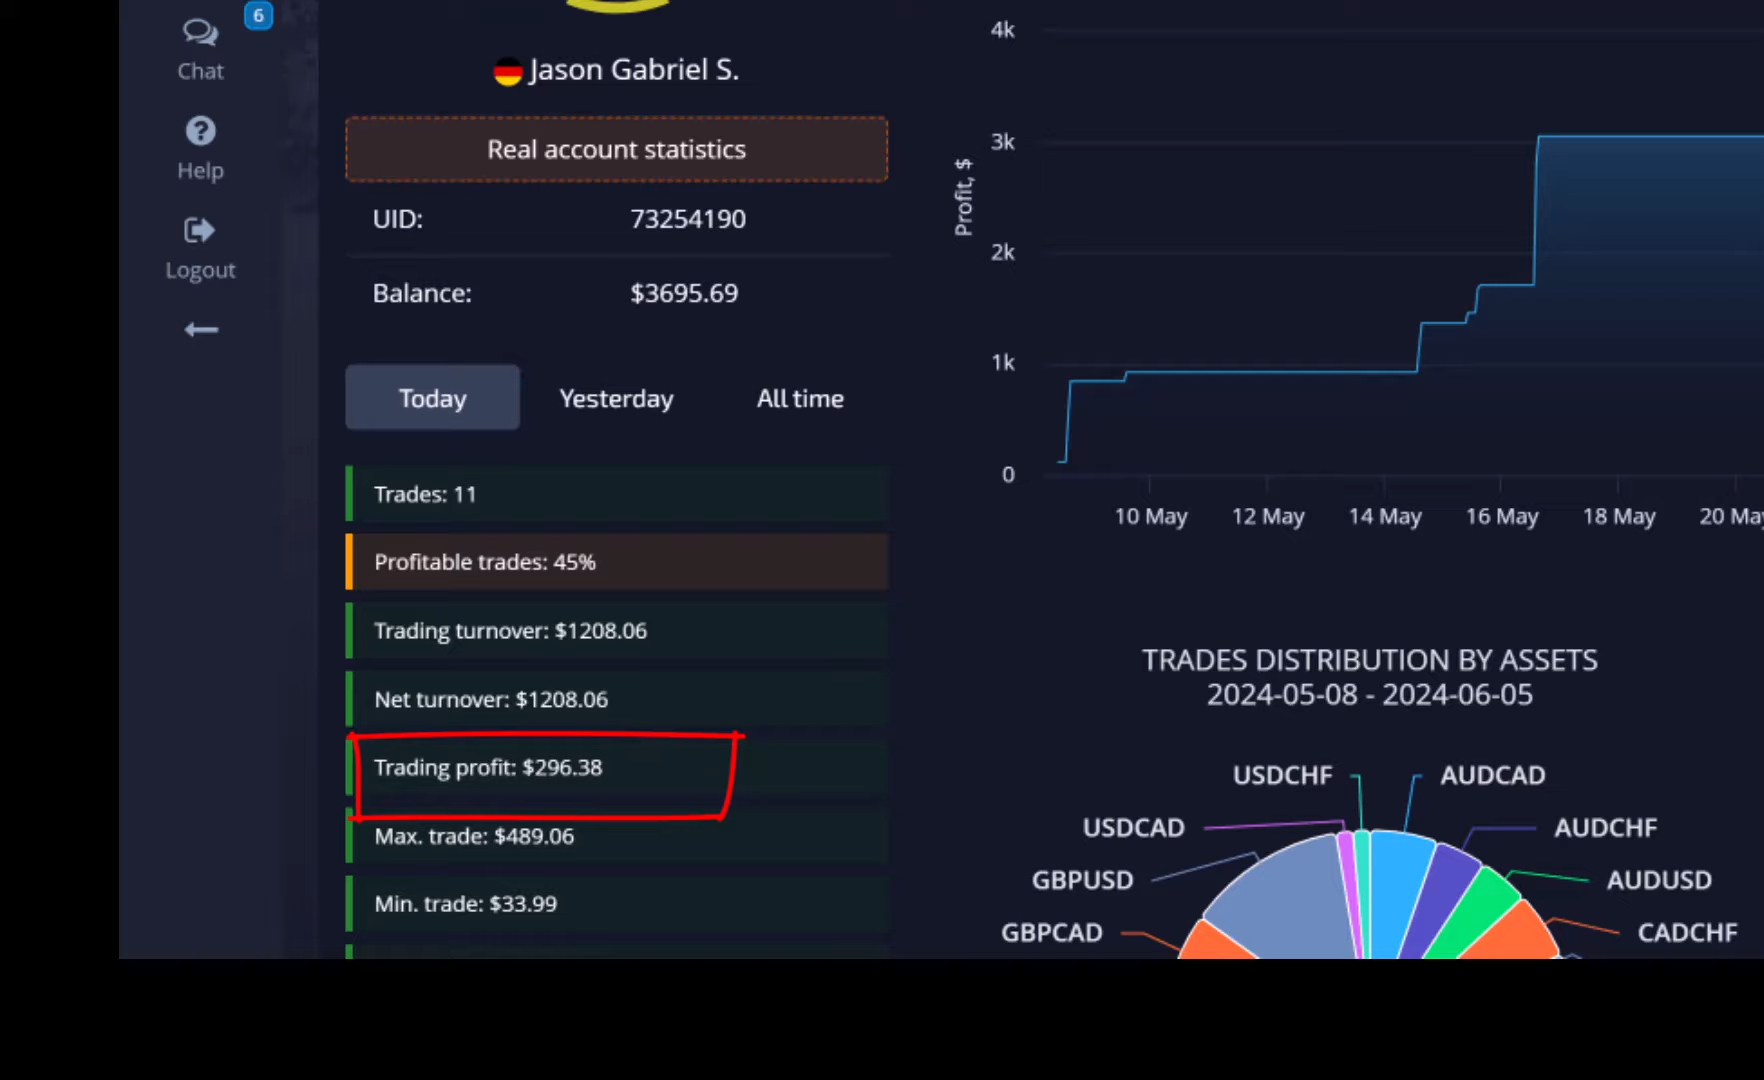 6
Chat
Help
Logout
Jason Gabriel S.
Real account statistics
UID: 73254190
Balance: $3695.69
Today Yesterday All time
Trades: 11
Profitable trades: 45%
Trading turnover: $1208.06
Net turnover: $1208.06
Trading profit: $296.38
Max. trade: $489.06
Min. trade: $33.99
Profit, $
4k
3k
2k
1k
0
10 May 12 May 14 May 16 May 18 May 20 May
TRADES DISTRIBUTION BY ASSETS
2024-05-08 - 2024-06-05
USDCHF AUDCAD
USDCAD AUDCHF
GBPUSD AUDUSD
GBPCAD CADCHF